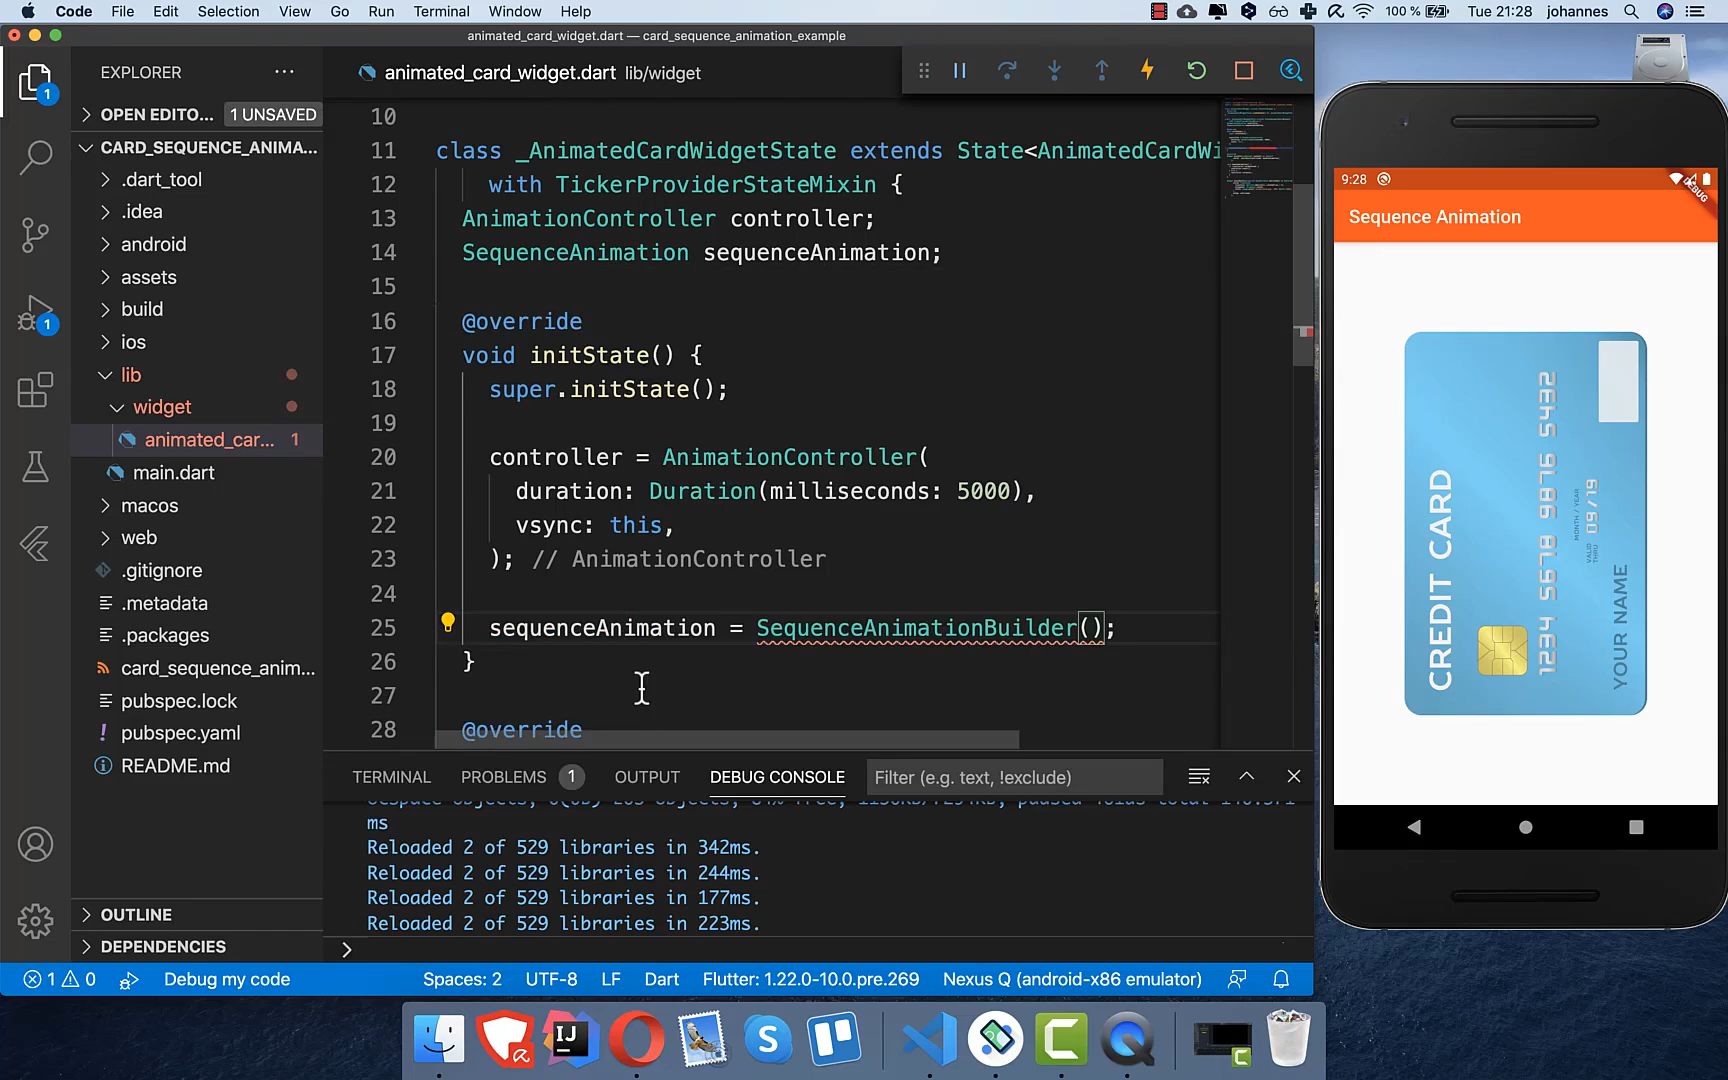 Code File Edit Selection View Go Run Terminal Window Help
100 % Tue 21:28 johannes
animated_card_widget.dart — card_sequence_animation_example
EXPLORER
animated_card_widget.dart lib/widget
OPEN EDITO... 1 UNSAVED
CARD_SEQUENCE_ANIMA...
.dart_tool
.idea
android
assets
build
ios
lib
widget
animated_car... 1
main.dart
macos
web
.gitignore
.metadata
.packages
card_sequence_anim...
pubspec.lock
! pubspec.yaml
README.md
OUTLINE
DEPENDENCIES
1
1
10
11 class _AnimatedCardWidgetState extends State<AnimatedCardWi
12 with TickerProviderStateMixin {
13 AnimationController controller;
14 SequenceAnimation sequenceAnimation;
15
16 @override
17 void initState() {
18 super.initState();
19
20 controller = AnimationController(
21 duration: Duration(milliseconds: 5000),
22 vsync: this,
23 ); // AnimationController
24
25 sequenceAnimation = SequenceAnimationBuilder();
26 }
27
28 @override
TERMINAL PROBLEMS 1 OUTPUT DEBUG CONSOLE Filter (e.g. text, !exclude)
ms
Reloaded 2 of 529 libraries in 342ms.
Reloaded 2 of 529 libraries in 244ms.
Reloaded 2 of 529 libraries in 177ms.
Reloaded 2 of 529 libraries in 223ms.
1 0 Debug my code Spaces: 2 UTF-8 LF Dart Flutter: 1.22.0-10.0.pre.269 Nexus Q (android-x86 emulator)
9:28
DEBUG
Sequence Animation
CREDIT CARD
1234 5678 9876 5432
MONTH / YEAR
VALID THRU 09/19
YOUR NAME